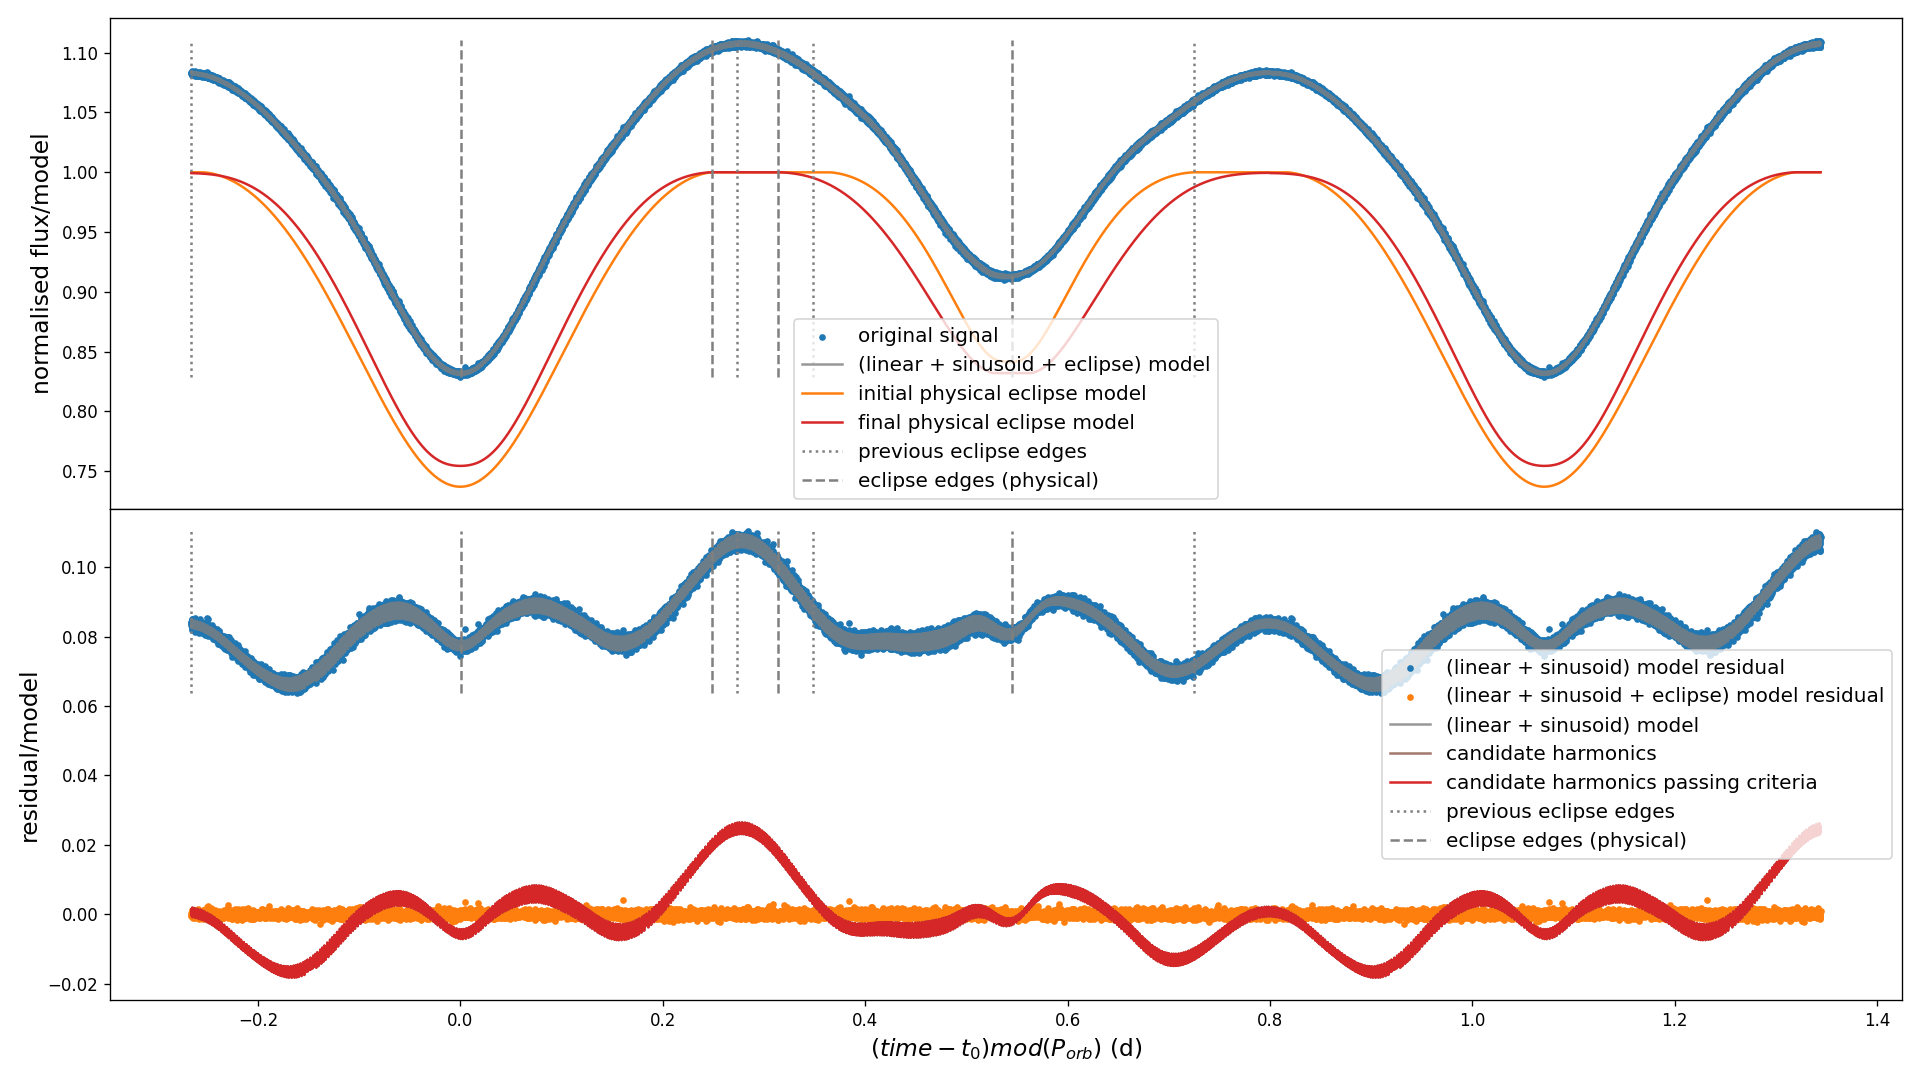 normalised flux/model
1.10
1.05
1.00
0.95
0.90
0.85
0.80
0.75
original signal
(linear + sinusoid + eclipse) model
initial physical eclipse model
final physical eclipse model
previous eclipse edges
eclipse edges (physical)
residual/model
0.10
0.08
0.06
0.04
0.02
0.00
−0.02
(linear + sinusoid) model residual
(linear + sinusoid + eclipse) model residual
(linear + sinusoid) model
candidate harmonics
candidate harmonics passing criteria
previous eclipse edges
eclipse edges (physical)
−0.2 0.0 0.2 0.4 0.6 0.8 1.0 1.2 1.4
(time − t₀)mod(P_orb) (d)